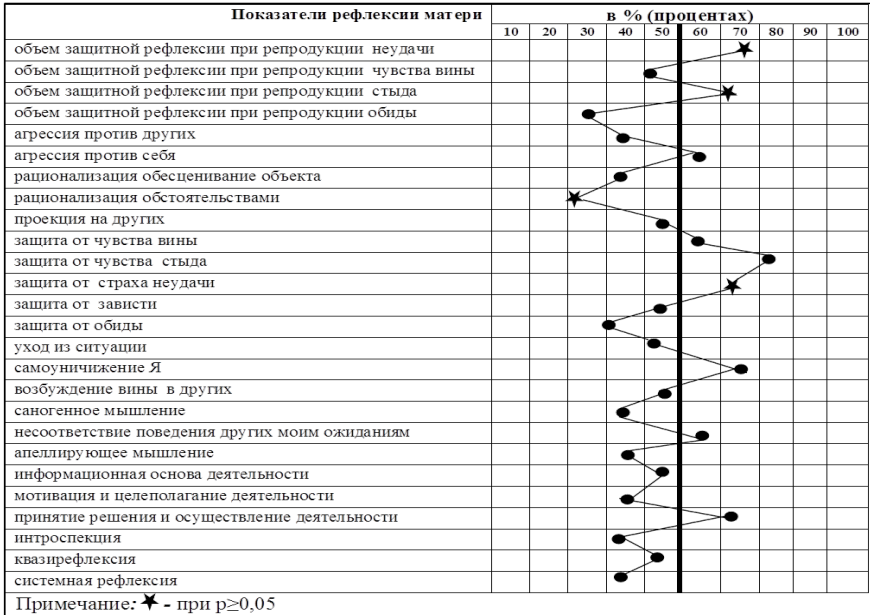 Показатели рефлексии матери
в % (процентах)
10 20 30 40 50 60 70 80 90 100
объем защитной рефлексии при репродукции неудачи
объем защитной рефлексии при репродукции чувства вины
объем защитной рефлексии при репродукции стыда
объем защитной рефлексии при репродукции обиды
агрессия против других
агрессия против себя
рационализация обесценивание объекта
рационализация обстоятельствами
проекция на других
защита от чувства вины
защита от чувства стыда
защита от страха неудачи
защита от зависти
защита от обиды
уход из ситуации
самоуничижение Я
возбуждение вины в других
саногенное мышление
несоответствие поведения других моим ожиданиям
апеллирующее мышление
информационная основа деятельности
мотивация и целеполагание деятельности
принятие решения и осуществление деятельности
интроспекция
квазирефлексия
системная рефлексия
Примечание: ★ - при р≥0,05